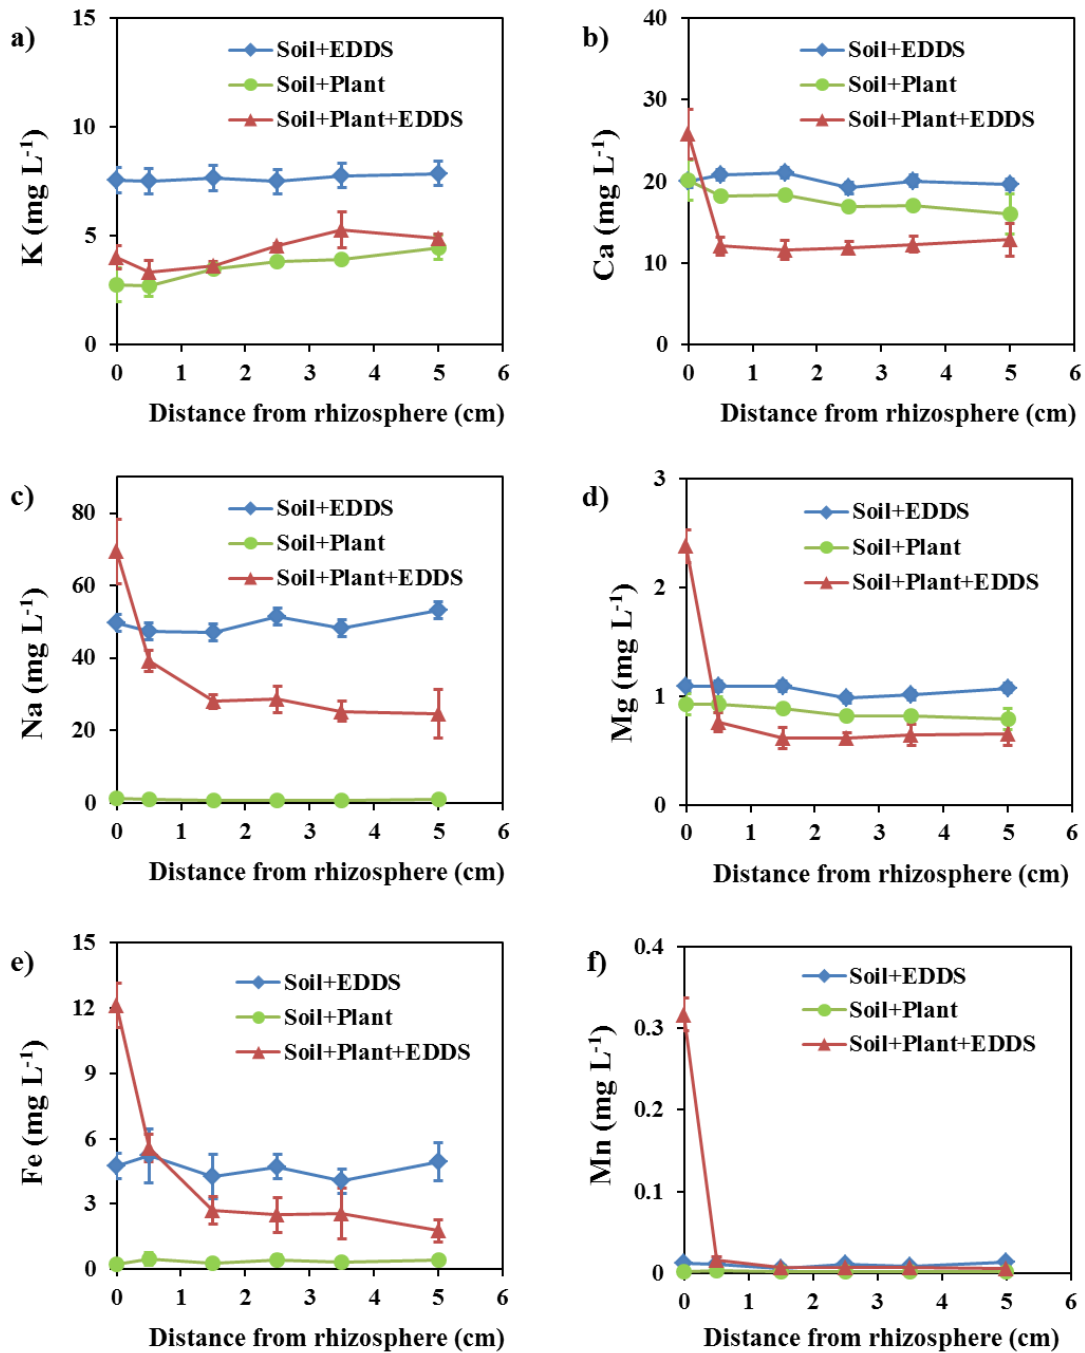 a)
15
10
5
0
K (mg L⁻¹)
Soil+EDDS
Soil+Plant
Soil+Plant+EDDS
0 1 2 3 4 5 6
Distance from rhizosphere (cm)
b)
40
30
20
10
0
Ca (mg L⁻¹)
Soil+EDDS
Soil+Plant
Soil+Plant+EDDS
0 1 2 3 4 5 6
Distance from rhizosphere (cm)
c)
80
60
40
20
0
Na (mg L⁻¹)
Soil+EDDS
Soil+Plant
Soil+Plant+EDDS
0 1 2 3 4 5 6
Distance from rhizosphere (cm)
d)
3
2
1
0
Mg (mg L⁻¹)
Soil+EDDS
Soil+Plant
Soil+Plant+EDDS
0 1 2 3 4 5 6
Distance from rhizosphere (cm)
e)
15
12
9
6
3
0
Fe (mg L⁻¹)
Soil+EDDS
Soil+Plant
Soil+Plant+EDDS
0 1 2 3 4 5 6
Distance from rhizosphere (cm)
f)
0.4
0.3
0.2
0.1
0
Mn (mg L⁻¹)
Soil+EDDS
Soil+Plant
Soil+Plant+EDDS
0 1 2 3 4 5 6
Distance from rhizosphere (cm)